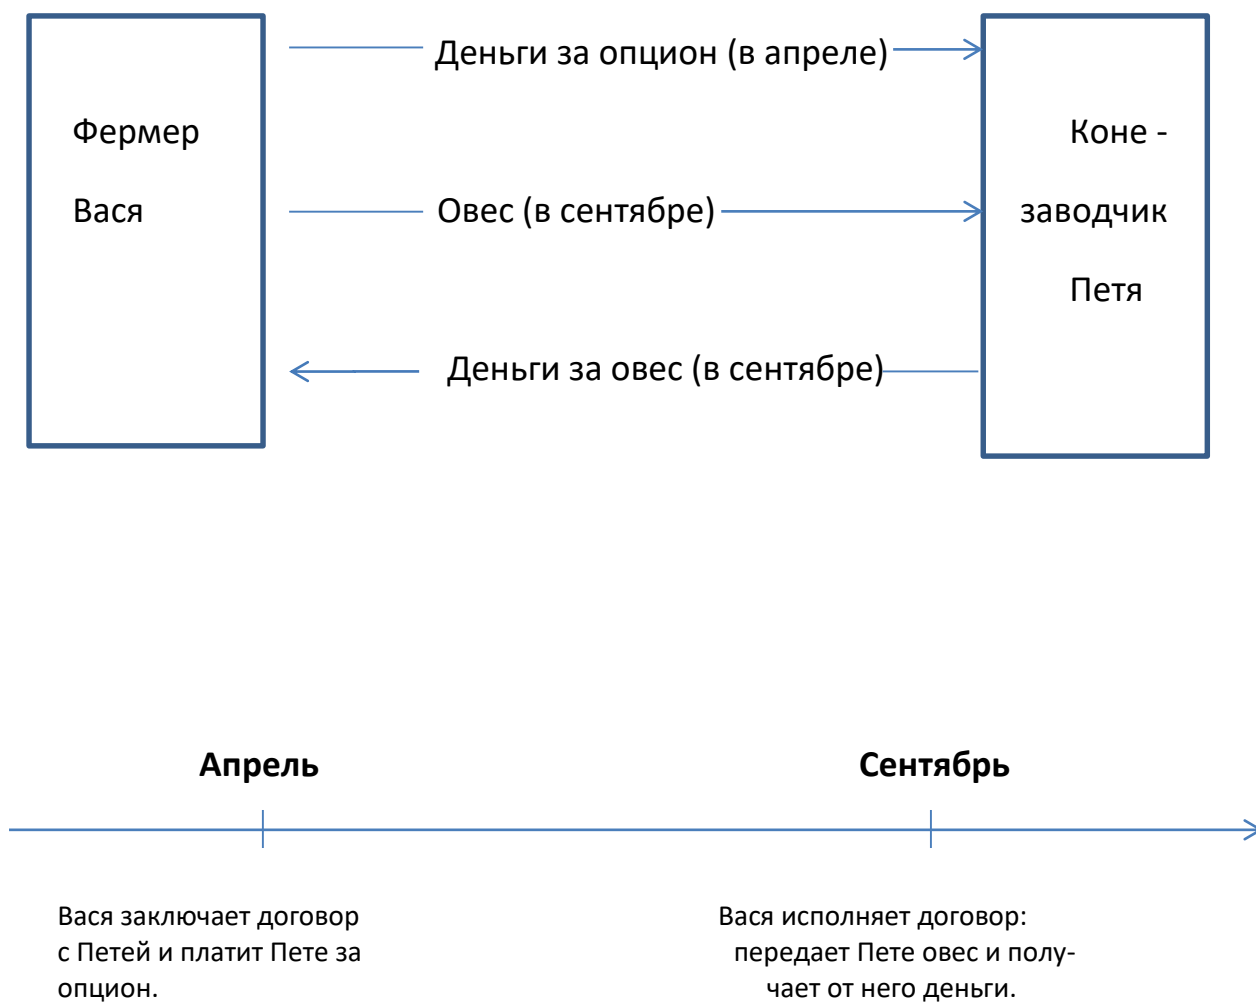 Деньги за опцион (в апреле)
Фермер
Вася
Коне -
заводчик
Петя
Овес (в сентябре)
Деньги за овес (в сентябре)
Апрель
Сентябрь
Вася заключает договор
с Петей и платит Пете за
опцион.
Вася исполняет договор:
передает Пете овес и полу-
чает от него деньги.